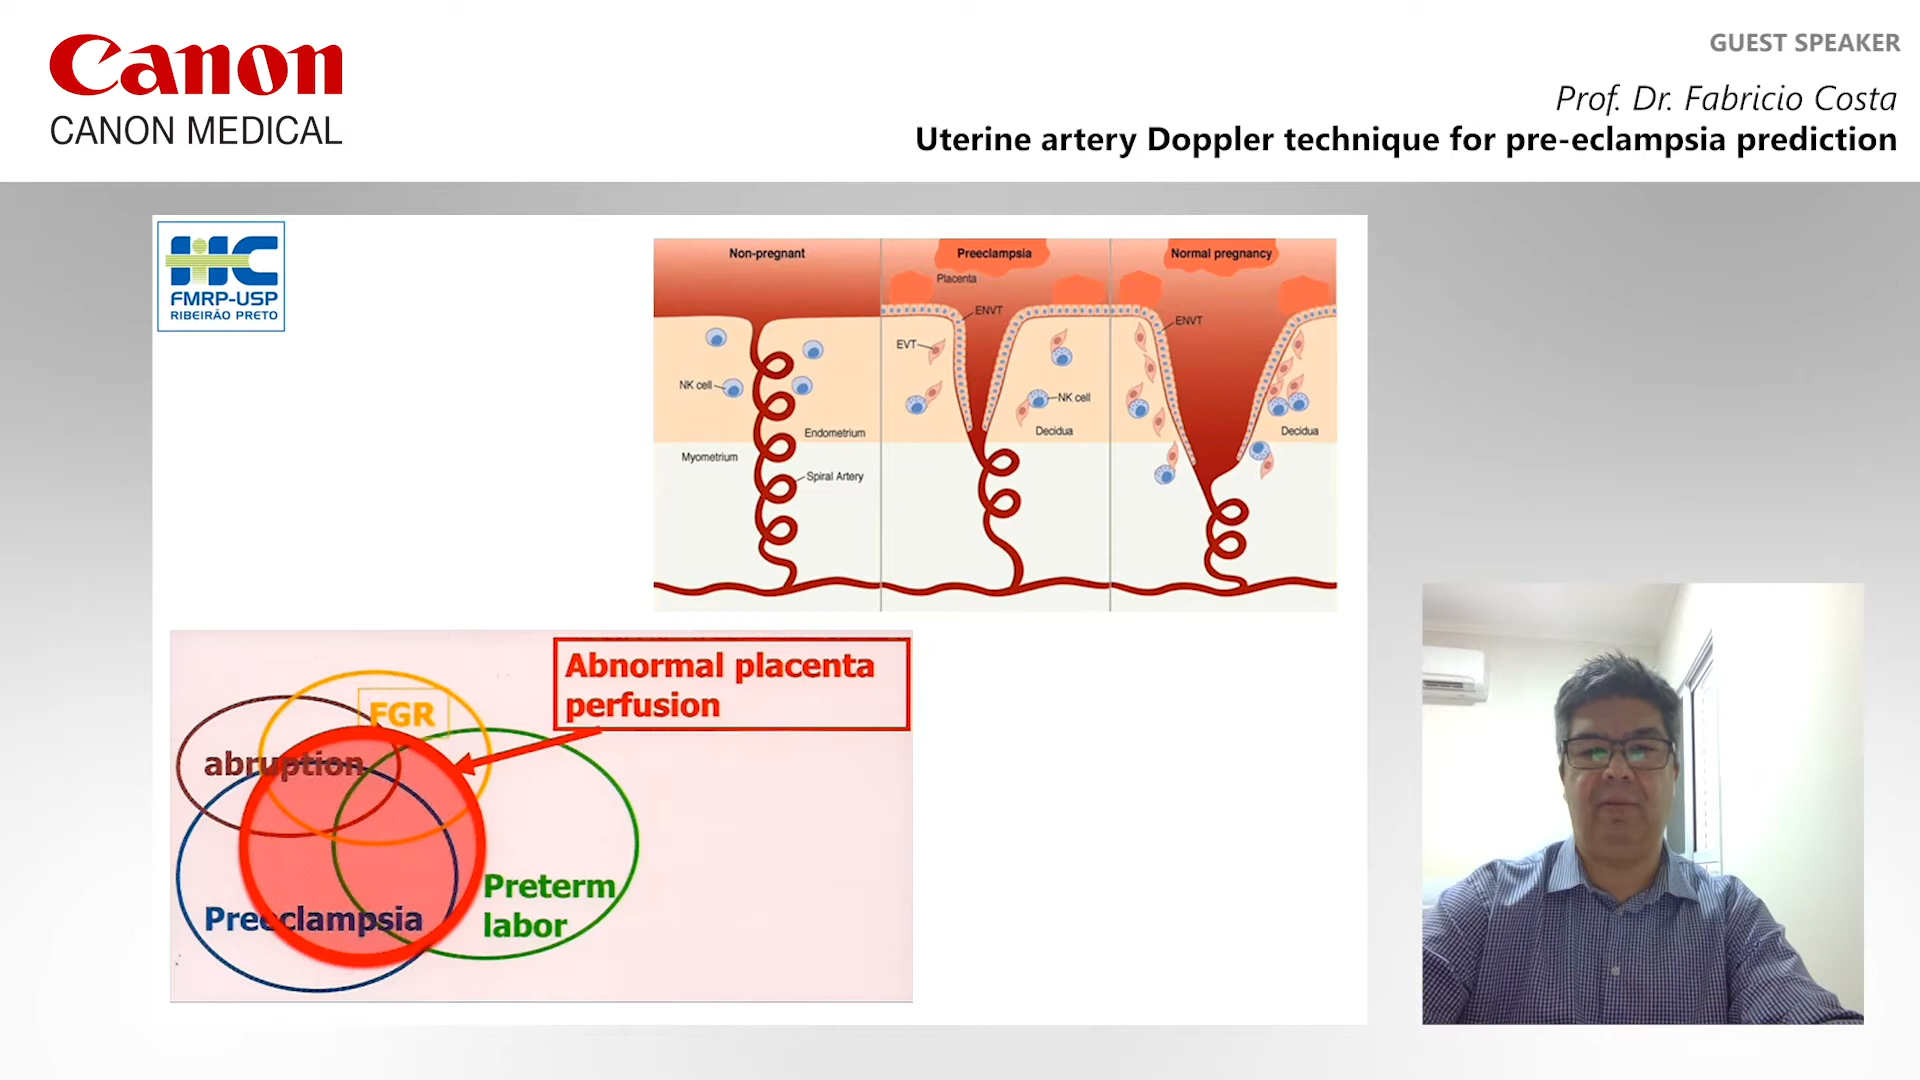 Canon
CANON MEDICAL
GUEST SPEAKER
Prof. Dr. Fabricio Costa
Uterine artery Doppler technique for pre-eclampsia prediction
HC
FMRP-USP
RIBEIRÃO PRETO
Non-pregnant
Preeclampsia
Normal pregnancy
Placenta
ENVT
ENVT
EVT
NK cell
NK cell
Endometrium
Decidua
Decidua
Myometrium
Spiral Artery
Abnormal placenta
perfusion
FGR
abruption
Preterm
labor
Preeclampsia